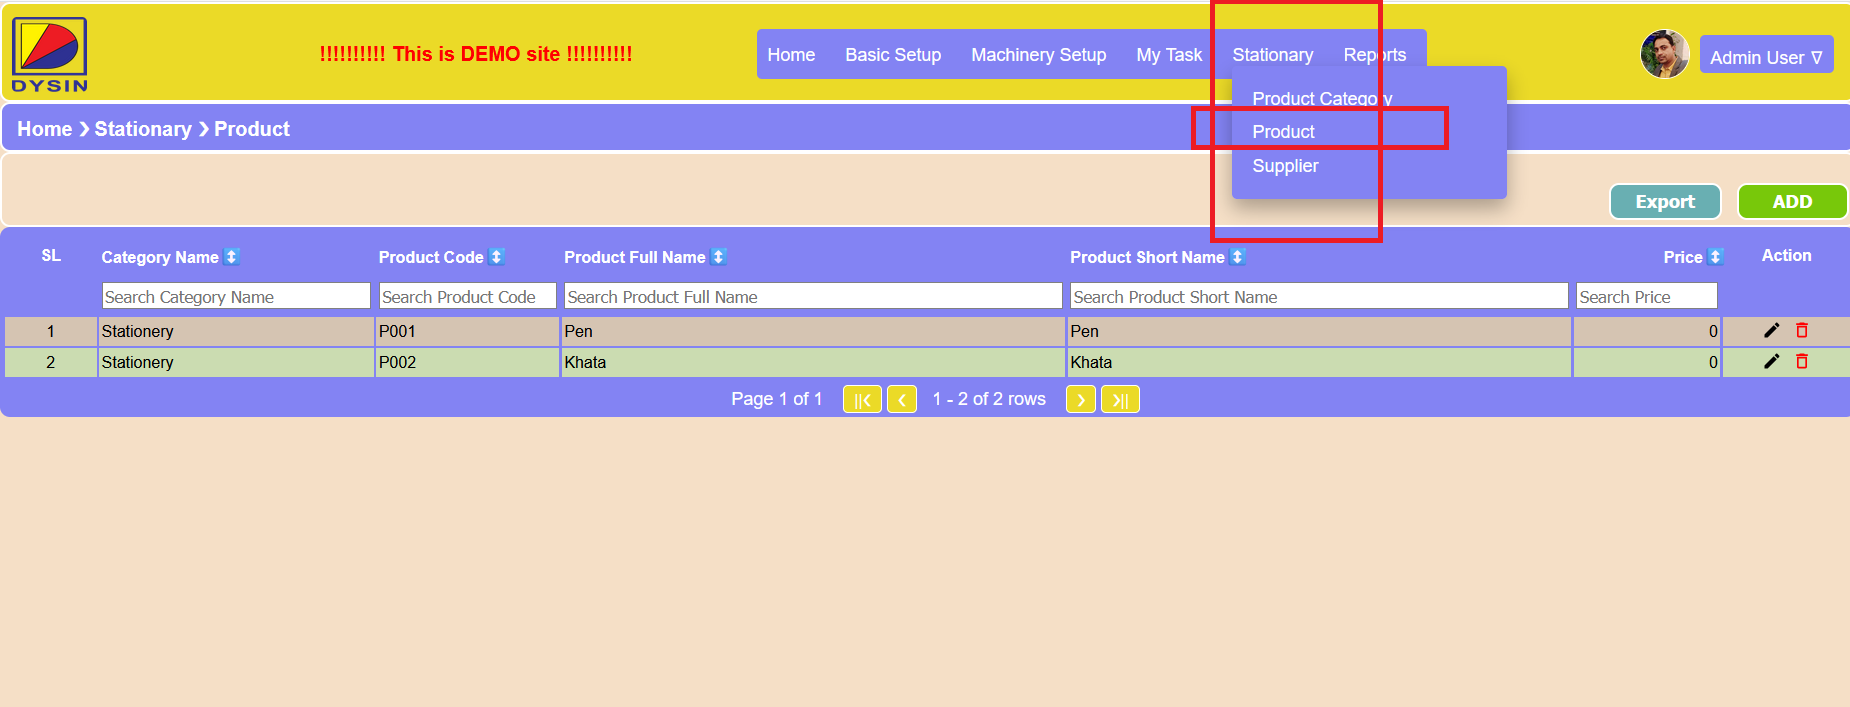 DYSIN
!!!!!!!!!! This is DEMO site !!!!!!!!!!
Home Basic Setup Machinery Setup My Task Stationary Reports
Admin User ∇
Product Category
Product
Supplier
Home ❯ Stationary ❯ Product
Export ADD
SL Category Name Product Code Product Full Name Product Short Name Price Action
Search Category Name Search Product Code Search Product Full Name Search Product Short Name Search Price
1 Stationery P001 Pen Pen 0
2 Stationery P002 Khata Khata 0
Page 1 of 1 ||❮ ❮ 1 - 2 of 2 rows ❯ ❯||